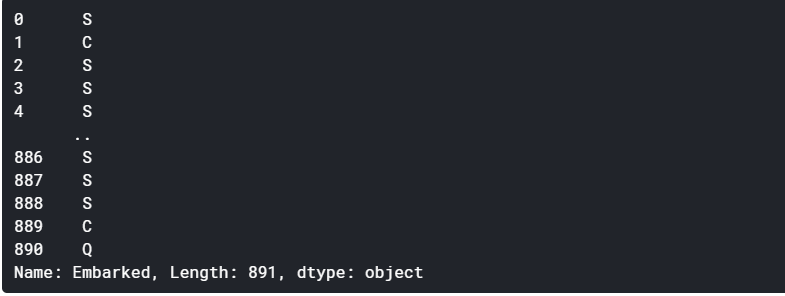 0      S
1      C
2      S
3      S
4      S
      ..
886    S
887    S
888    S
889    C
890    Q
Name: Embarked, Length: 891, dtype: object